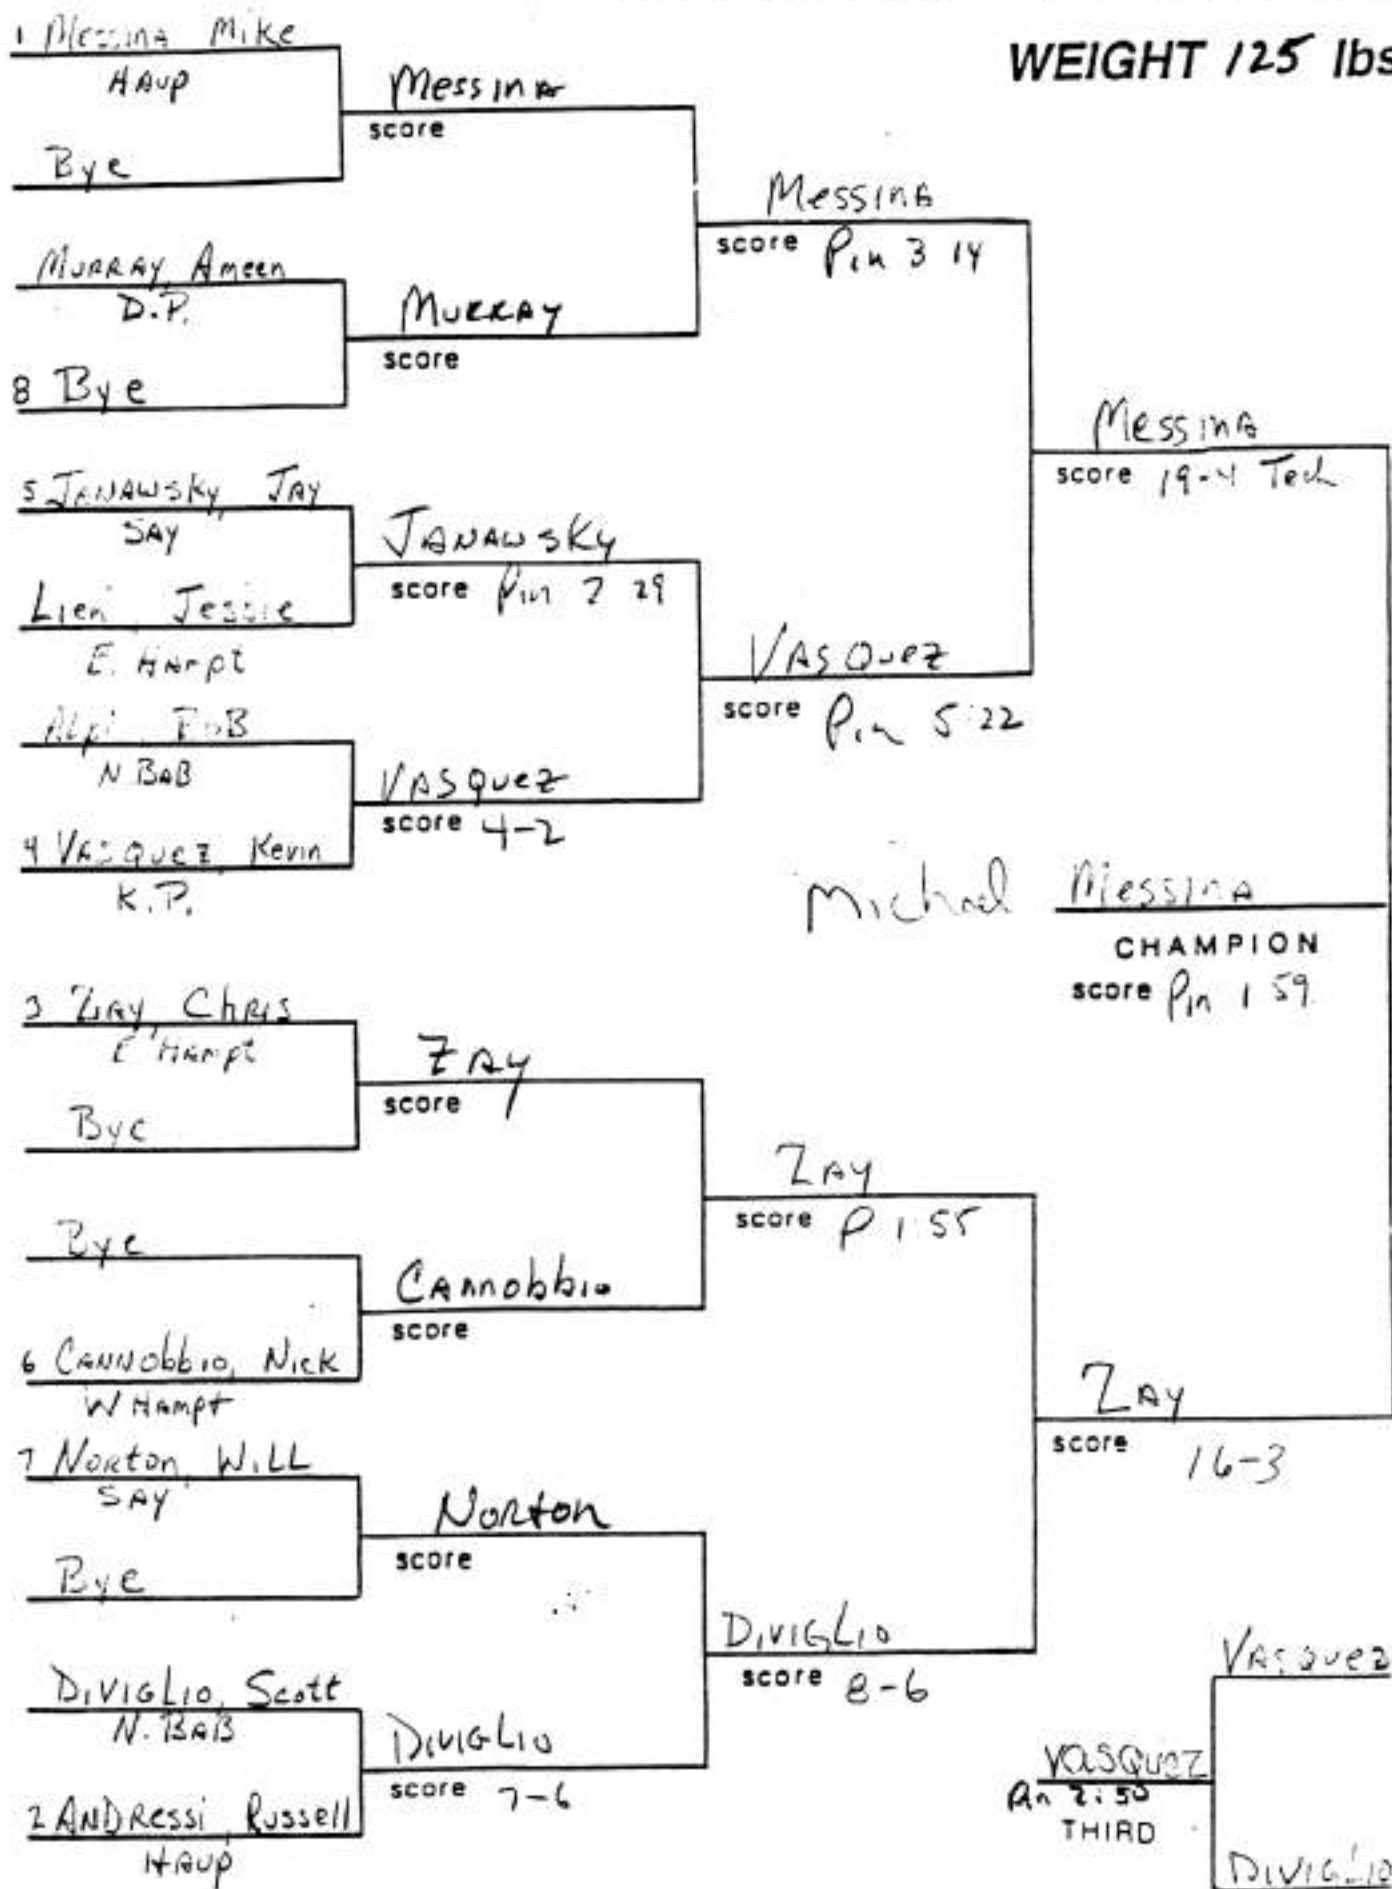 WEIGHT 125 lbs
1 Messina Mike
HAup
Bye
Messina
score
Murray, Ameen
D.P.
8 Bye
Murray
score
Messina
score Pin 3 14
5 Janawsky, Jay
SAY
Lien, Jessie
E. Hampt
Janawsky
score Pin 2 29
N BAB
4 Vasquez, Kevin
K.P.
Vasquez
score 4-2
Vasquez
score Pin 5:22
Messina
score 19-4 Tech
Michael Messina
CHAMPION
score Pin 1 59
3 Zay, Chris
E Hampt
Bye
Zay
score
Bye
6 Cannobbio, Nick
W Hampt
Cannobbio
score
Zay
score P 1:55
7 Norton, Will
SAY
Bye
Norton
score
DiViglio, Scott
N. BAB
2 Andressi, Russell
HAup
DiViglio
score 7-6
DiViglio
score 8-6
Zay
score 16-3
Vasquez
Vasquez
Pin 2:50
THIRD
DiViglio